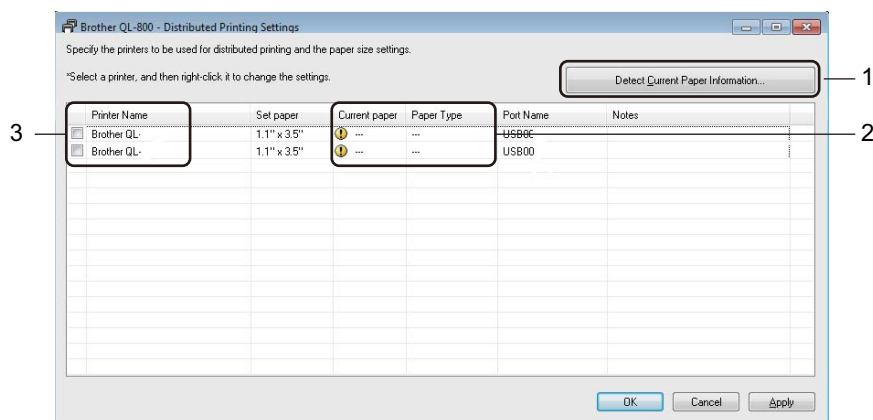 Brother QL-800 - Distributed Printing Settings
Specify the printers to be used for distributed printing and the paper size settings.
*Select a printer, and then right-click it to change the settings.
Detect Current Paper Information...
1
Printer Name Set paper Current paper Paper Type Port Name Notes
3
Brother QL- 1.1" x 3.5" --- ---
2
Brother QL- 1.1" x 3.5" --- --- USB00
OK Cancel Apply